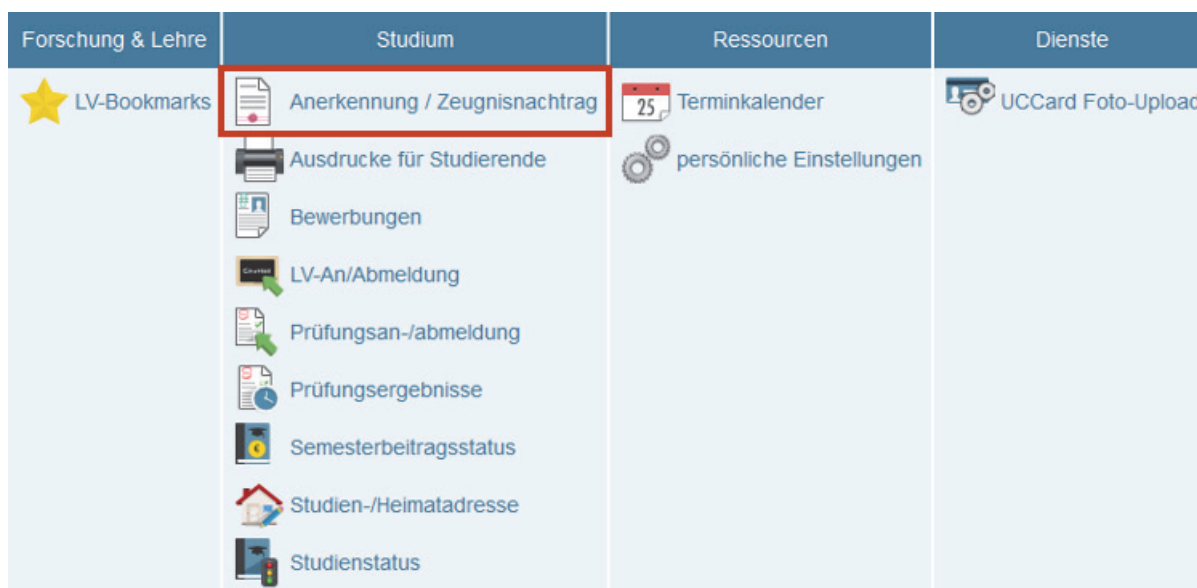 Forschung & Lehre
Studium
Ressourcen
Dienste
LV-Bookmarks
Anerkennung / Zeugnisnachtrag
25
Terminkalender
UCCard Foto-Upload
Ausdrucke für Studierende
persönliche Einstellungen
Bewerbungen
LV-An/Abmeldung
Prüfungsan-/abmeldung
Prüfungsergebnisse
Semesterbeitragsstatus
Studien-/Heimatadresse
Studienstatus